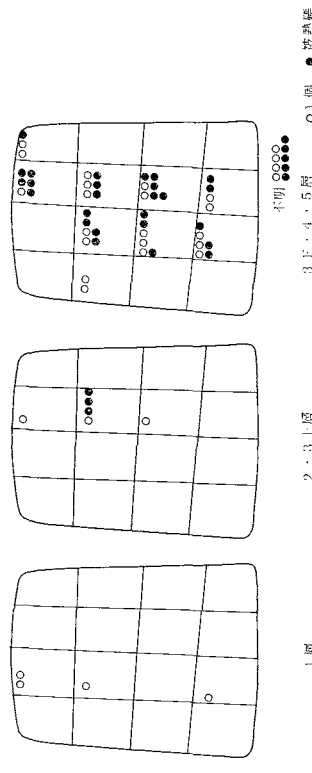 1層
2・3上層
3下・4・5層
不明
○1個 ●被熱礫